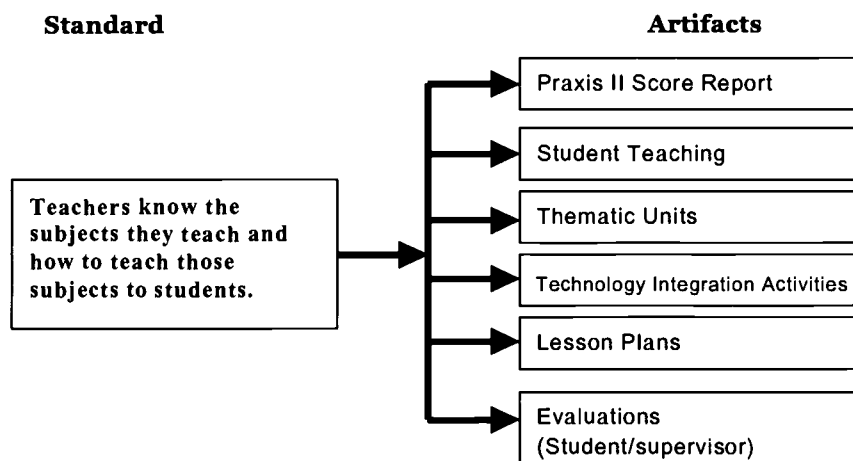 Standard
Artifacts
Teachers know the
subjects they teach and
how to teach those
subjects to students.
Praxis II Score Report
Student Teaching
Thematic Units
Technology Integration Activities
Lesson Plans
Evaluations
(Student/supervisor)